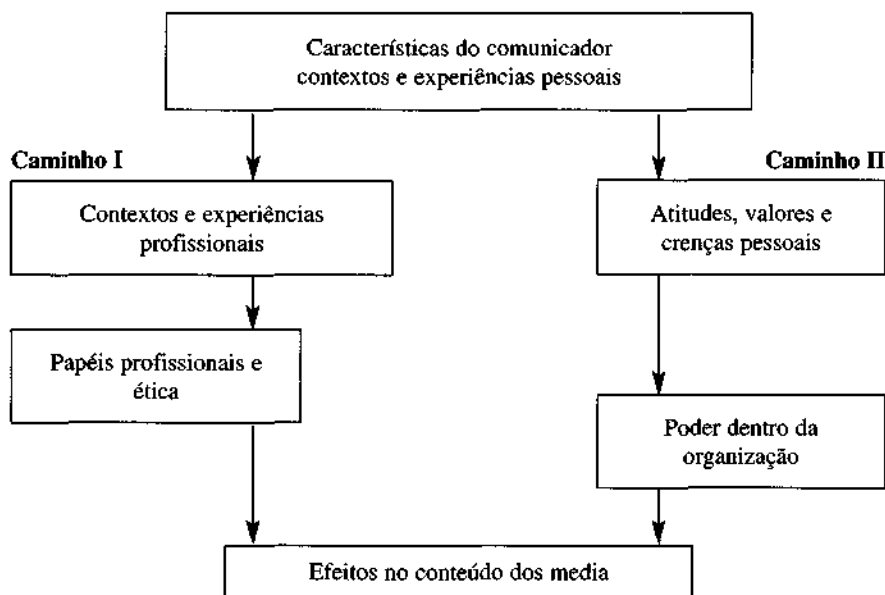 Características do comunicador
contextos e experiências pessoais
Caminho I
Caminho II
Contextos e experiências
profissionais
Atitudes, valores e
crenças pessoais
Papéis profissionais e
ética
Poder dentro da
organização
Efeitos no conteúdo dos media